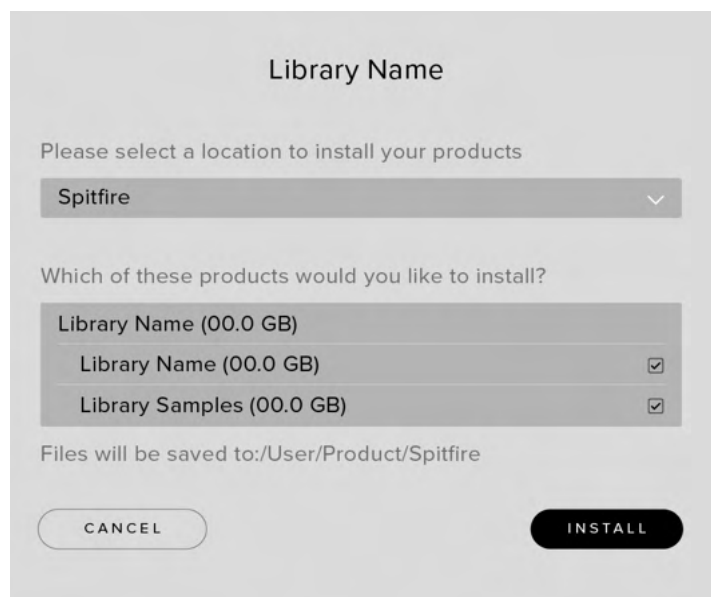 Library Name
Please select a location to install your products
Spitfire
Which of these products would you like to install?
Library Name (00.0 GB)
Library Name (00.0 GB)
Library Samples (00.0 GB)
Files will be saved to:/User/Product/Spitfire
CANCEL INSTALL